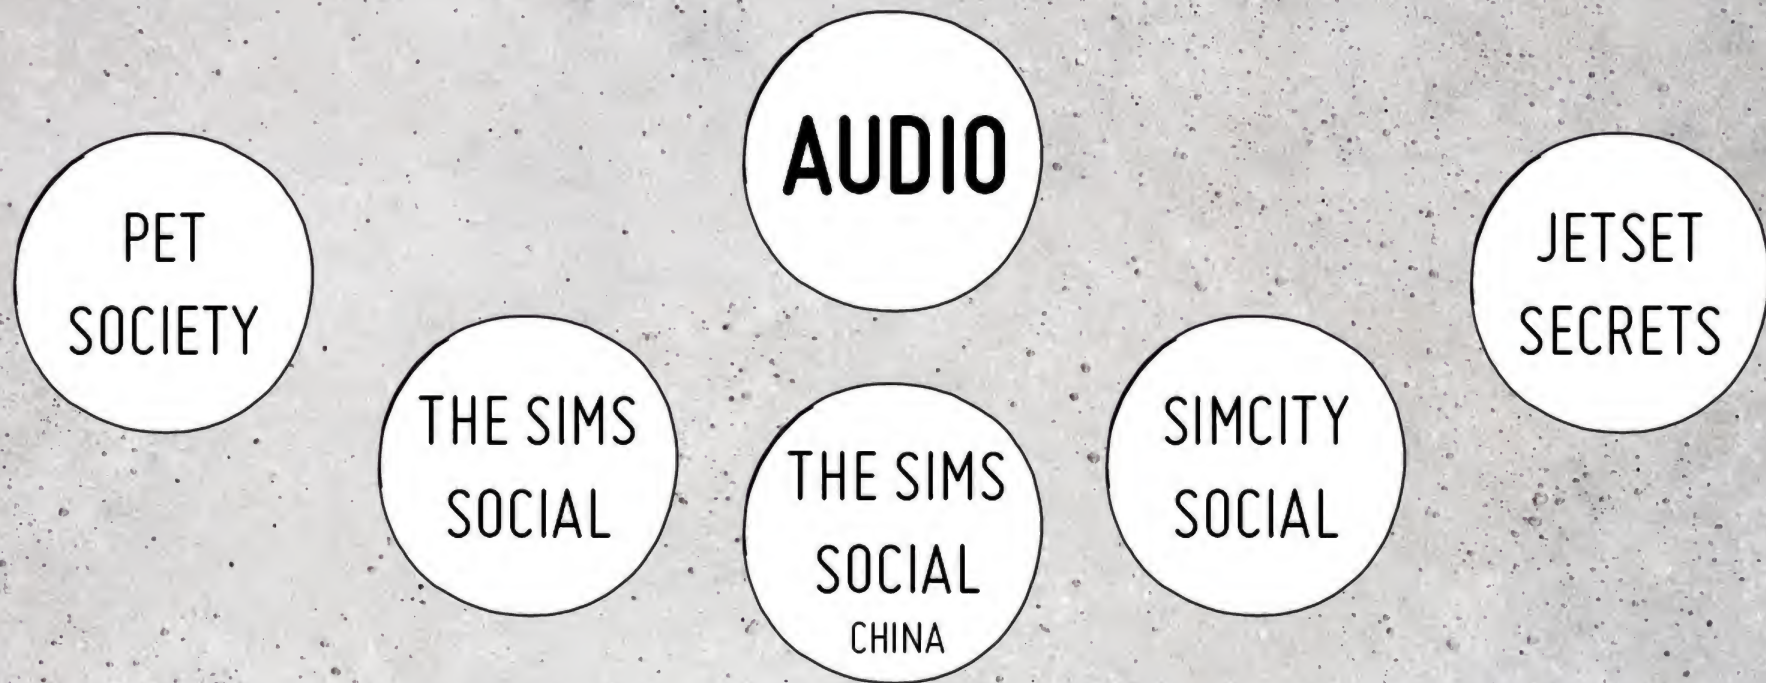 AUDIO
PET
SOCIETY
THE SIMS
SOCIAL
THE SIMS
SOCIAL
CHINA
SIMCITY
SOCIAL
JETSET
SECRETS